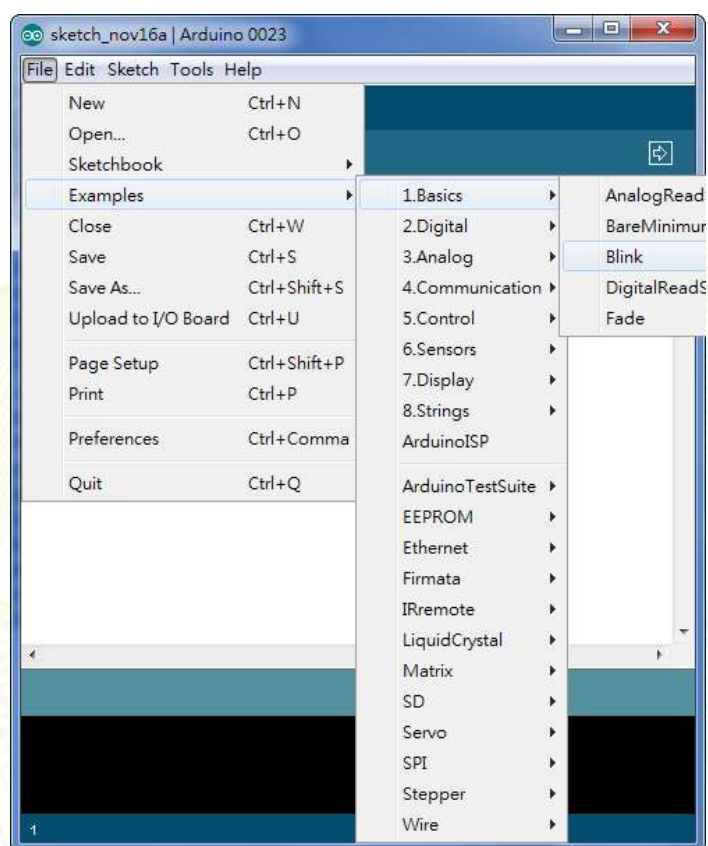 sketch_nov16a | Arduino 0023
File Edit Sketch Tools Help
New Ctrl+N
Open... Ctrl+O
Sketchbook
Examples
Close Ctrl+W
Save Ctrl+S
Save As... Ctrl+Shift+S
Upload to I/O Board Ctrl+U
Page Setup Ctrl+Shift+P
Print Ctrl+P
Preferences Ctrl+Comma
Quit Ctrl+Q
1.Basics
2.Digital
3.Analog
4.Communication
5.Control
6.Sensors
7.Display
8.Strings
ArduinoISP
ArduinoTestSuite
EEPROM
Ethernet
Firmata
IRremote
LiquidCrystal
Matrix
SD
Servo
SPI
Stepper
Wire
AnalogRead
BareMinimum
Blink
DigitalReadS
Fade
1